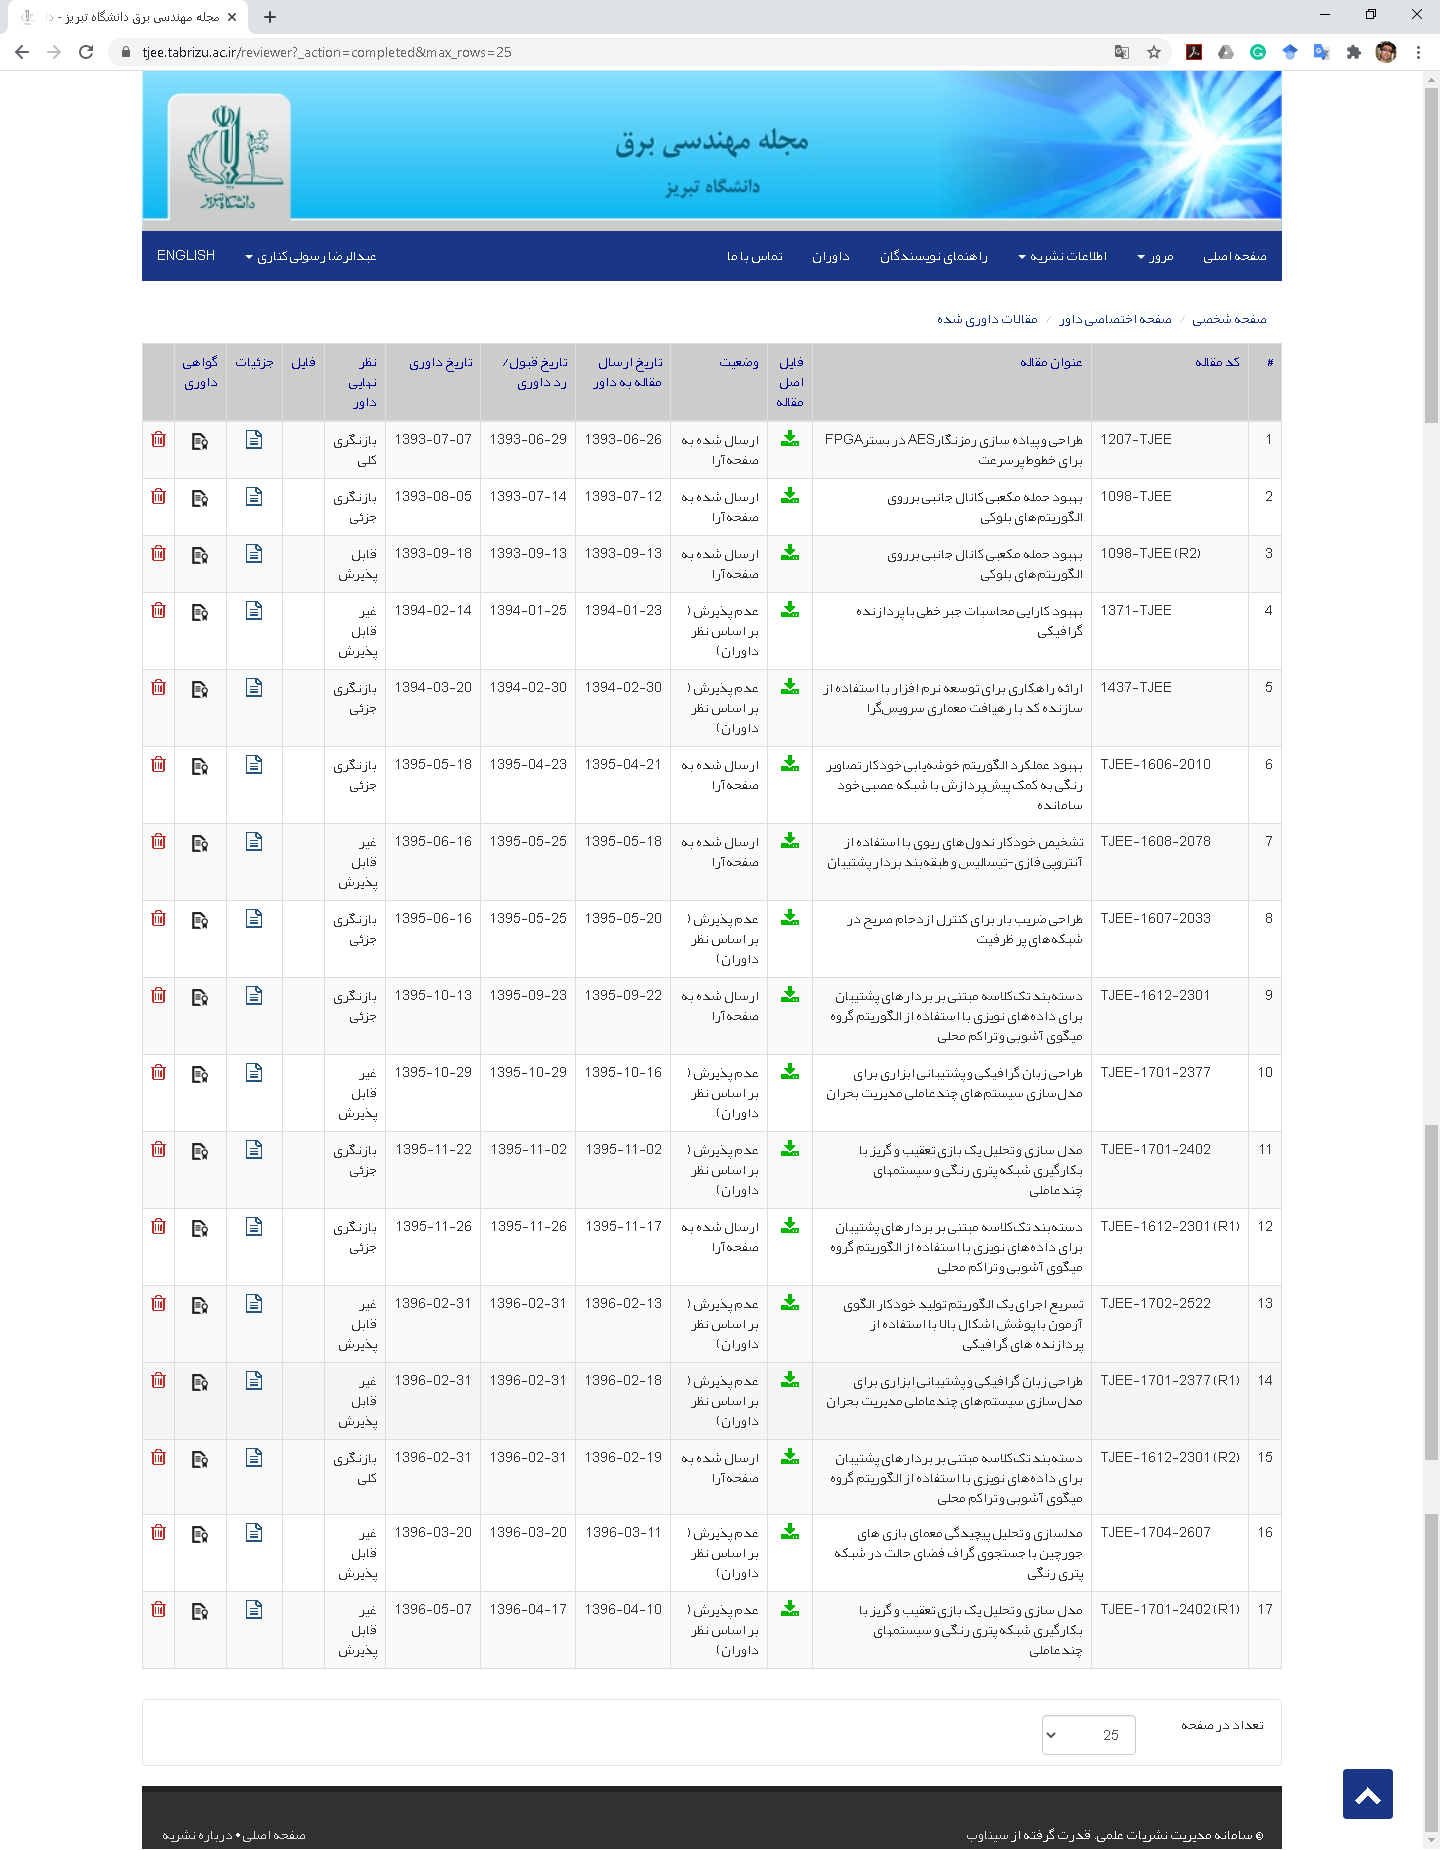 مجله مهندسی برق دانشگاه تبریز - دا
tjee.tabrizu.ac.ir/reviewer?_action=completed&max_rows=25
مجله مهندسی برق
دانشگاه تبریز
دانشگاه تبریز
صفحه اصلی مرور اطلاعات نشریه راهنمای نویسندگان داوران تماس با ما عبدالرضا رسولی کناری ENGLISH
صفحه شخصی / صفحه اختصاصی داور / مقالات داوری شده
# کد مقاله عنوان مقاله فایل اصل مقاله وضعیت تاریخ ارسال مقاله به داور تاریخ قبول/ رد داوری تاریخ داوری نظر نهایی داور فایل جزئیات گواهی داوری
1 1207-TJEE طراحی و پیاده سازی رمزنگار AES در بستر FPGA برای خطوط پرسرعت ارسال شده به صفحه‌آرا 1393-06-26 1393-06-29 1393-07-07 بازنگری کلی
2 1098-TJEE بهبود حمله مکعبی کانال جانبی برروی الگوریتم‌های بلوکی ارسال شده به صفحه‌آرا 1393-07-12 1393-07-14 1393-08-05 بازنگری جزئی
3 1098-TJEE (R2) بهبود حمله مکعبی کانال جانبی برروی الگوریتم‌های بلوکی ارسال شده به صفحه‌آرا 1393-09-13 1393-09-13 1393-09-18 قابل پذیرش
4 1371-TJEE بهبود کارایی محاسبات جبر خطی با پردازنده گرافیکی عدم پذیرش (بر اساس نظر داوران) 1394-01-23 1394-01-25 1394-02-14 غیر قابل پذیرش
5 1437-TJEE ارائه راهکاری برای توسعه نرم افزار با استفاده از سازنده کد با رهیافت معماری سرویس‌گرا عدم پذیرش (بر اساس نظر داوران) 1394-02-30 1394-02-30 1394-03-20 بازنگری جزئی
6 TJEE-1606-2010 بهبود عملکرد الگوریتم خوشه‌یابی خودکار تصاویر رنگی به کمک پیش‌پردازش با شبکه عصبی خود سامانده ارسال شده به صفحه‌آرا 1395-04-21 1395-04-23 1395-05-18 بازنگری جزئی
7 TJEE-1608-2078 تشخیص خودکار ندول‌های ریوی با استفاده از آنتروپی فازی-تیسالیس و طبقه‌بند بردار پشتیبان ارسال شده به صفحه‌آرا 1395-05-18 1395-05-25 1395-06-16 غیر قابل پذیرش
8 TJEE-1607-2033 طراحی ضریب بار برای کنترل ازدحام صریح در شبکه‌های پر ظرفیت عدم پذیرش (بر اساس نظر داوران) 1395-05-20 1395-05-25 1395-06-16 بازنگری جزئی
9 TJEE-1612-2301 دسته‌بند تک‌کلاسه مبتنی بر بردارهای پشتیبان برای داده‌های نویزی با استفاده از الگوریتم گروه میگوی آشوبی و تراکم محلی ارسال شده به صفحه‌آرا 1395-09-22 1395-09-23 1395-10-13 بازنگری جزئی
10 TJEE-1701-2377 طراحی زبان گرافیکی و پشتیبانی ابزاری برای مدل‌سازی سیستم‌های چندعاملی مدیریت بحران عدم پذیرش (بر اساس نظر داوران) 1395-10-16 1395-10-29 1395-10-29 غیر قابل پذیرش
11 TJEE-1701-2402 مدل سازی و تحلیل یک بازی تعقیب و گریز با بکارگیری شبکه پتری رنگی و سیستمهای چندعاملی عدم پذیرش (بر اساس نظر داوران) 1395-11-02 1395-11-02 1395-11-22 بازنگری جزئی
12 TJEE-1612-2301 (R1) دسته‌بند تک‌کلاسه مبتنی بر بردارهای پشتیبان برای داده‌های نویزی با استفاده از الگوریتم گروه میگوی آشوبی و تراکم محلی ارسال شده به صفحه‌آرا 1395-11-17 1395-11-26 1395-11-26 بازنگری جزئی
13 TJEE-1702-2522 تسریع اجرای یک الگوریتم تولید خودکار الگوی آزمون با پوشش اشکال بالا با استفاده از پردازنده های گرافیکی عدم پذیرش (بر اساس نظر داوران) 1396-02-13 1396-02-31 1396-02-31 غیر قابل پذیرش
14 TJEE-1701-2377 (R1) طراحی زبان گرافیکی و پشتیبانی ابزاری برای مدل‌سازی سیستم‌های چندعاملی مدیریت بحران عدم پذیرش (بر اساس نظر داوران) 1396-02-18 1396-02-31 1396-02-31 غیر قابل پذیرش
15 TJEE-1612-2301 (R2) دسته‌بند تک‌کلاسه مبتنی بر بردارهای پشتیبان برای داده‌های نویزی با استفاده از الگوریتم گروه میگوی آشوبی و تراکم محلی ارسال شده به صفحه‌آرا 1396-02-19 1396-02-31 1396-02-31 بازنگری کلی
16 TJEE-1704-2607 مدلسازی و تحلیل پیچیدگی معمای بازی های جورچین با جستجوی گراف فضای حالت در شبکه پتری رنگی عدم پذیرش (بر اساس نظر داوران) 1396-03-11 1396-03-20 1396-03-20 غیر قابل پذیرش
17 TJEE-1701-2402 (R1) مدل سازی و تحلیل یک بازی تعقیب و گریز با بکارگیری شبکه پتری رنگی و سیستمهای چندعاملی عدم پذیرش (بر اساس نظر داوران) 1396-04-10 1396-04-17 1396-05-07 غیر قابل پذیرش
تعداد در صفحه 25
© سامانه مدیریت نشریات علمی. قدرت گرفته از سیناوب
صفحه اصلی • درباره نشریه